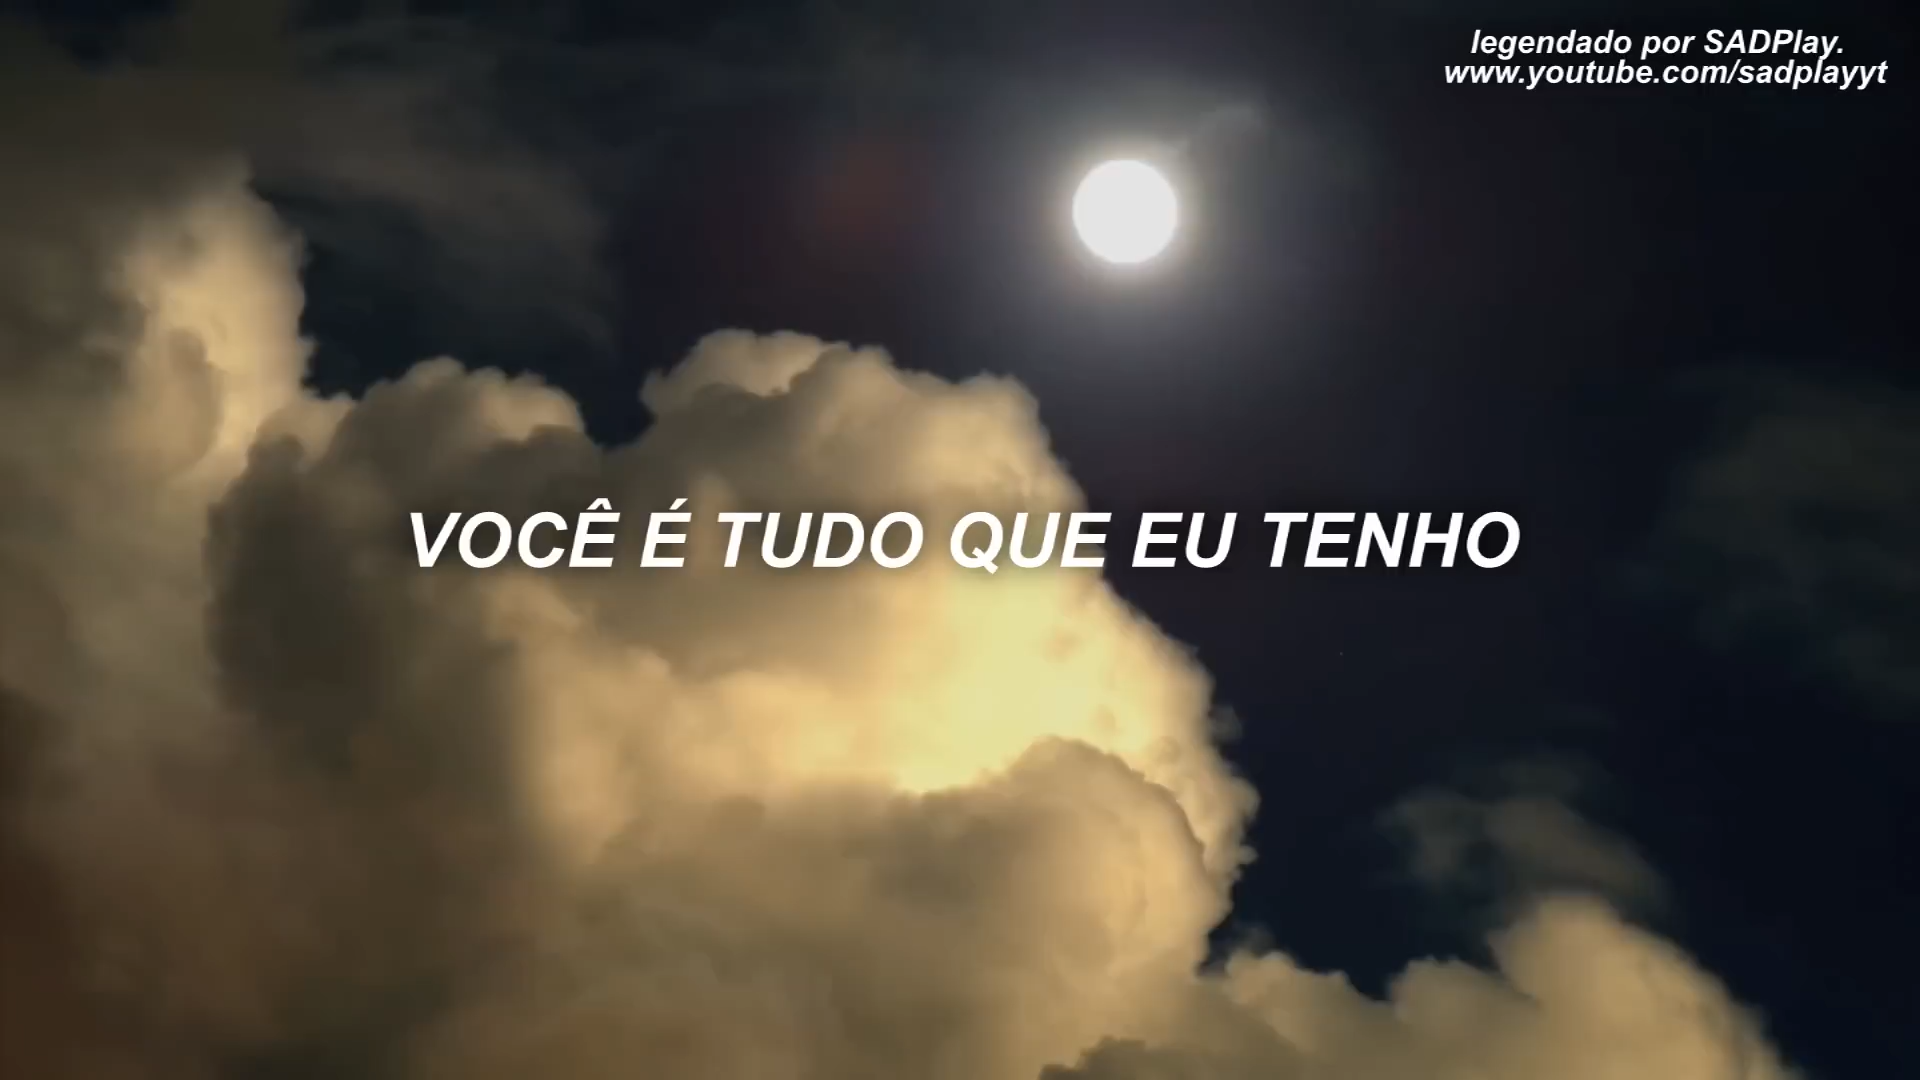 legendado por SADPlay.
www.youtube.com/sadplayyt
VOCÊ É TUDO QUE EU TENHO